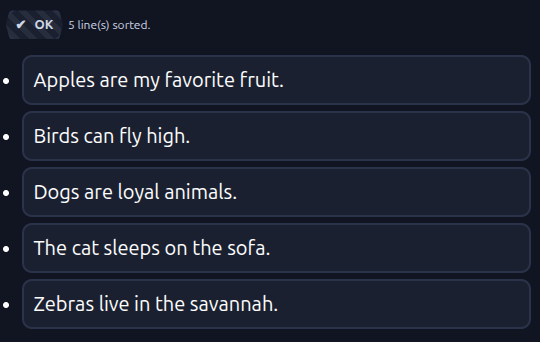 ✔ OK 5 line(s) sorted.
Apples are my favorite fruit.
Birds can fly high.
Dogs are loyal animals.
The cat sleeps on the sofa.
Zebras live in the savannah.